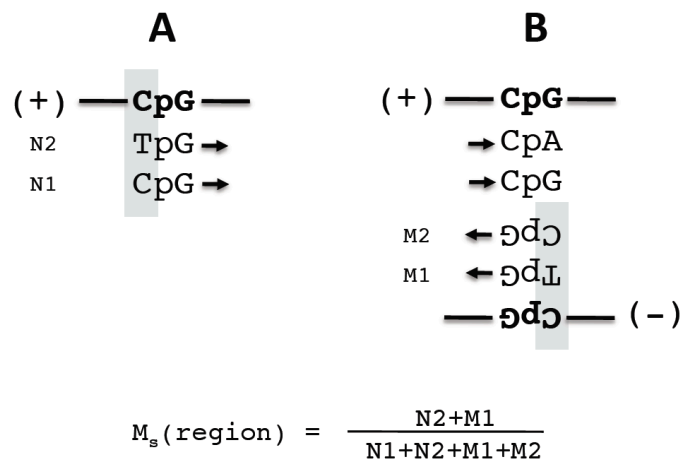 A
(+) CpG
N2 TpG
N1 CpG
B
(+) CpG
CpA
CpG
M2 CpG
M1 TpG
CpG (-)
Ms(region) = N2+M1
N1+N2+M1+M2